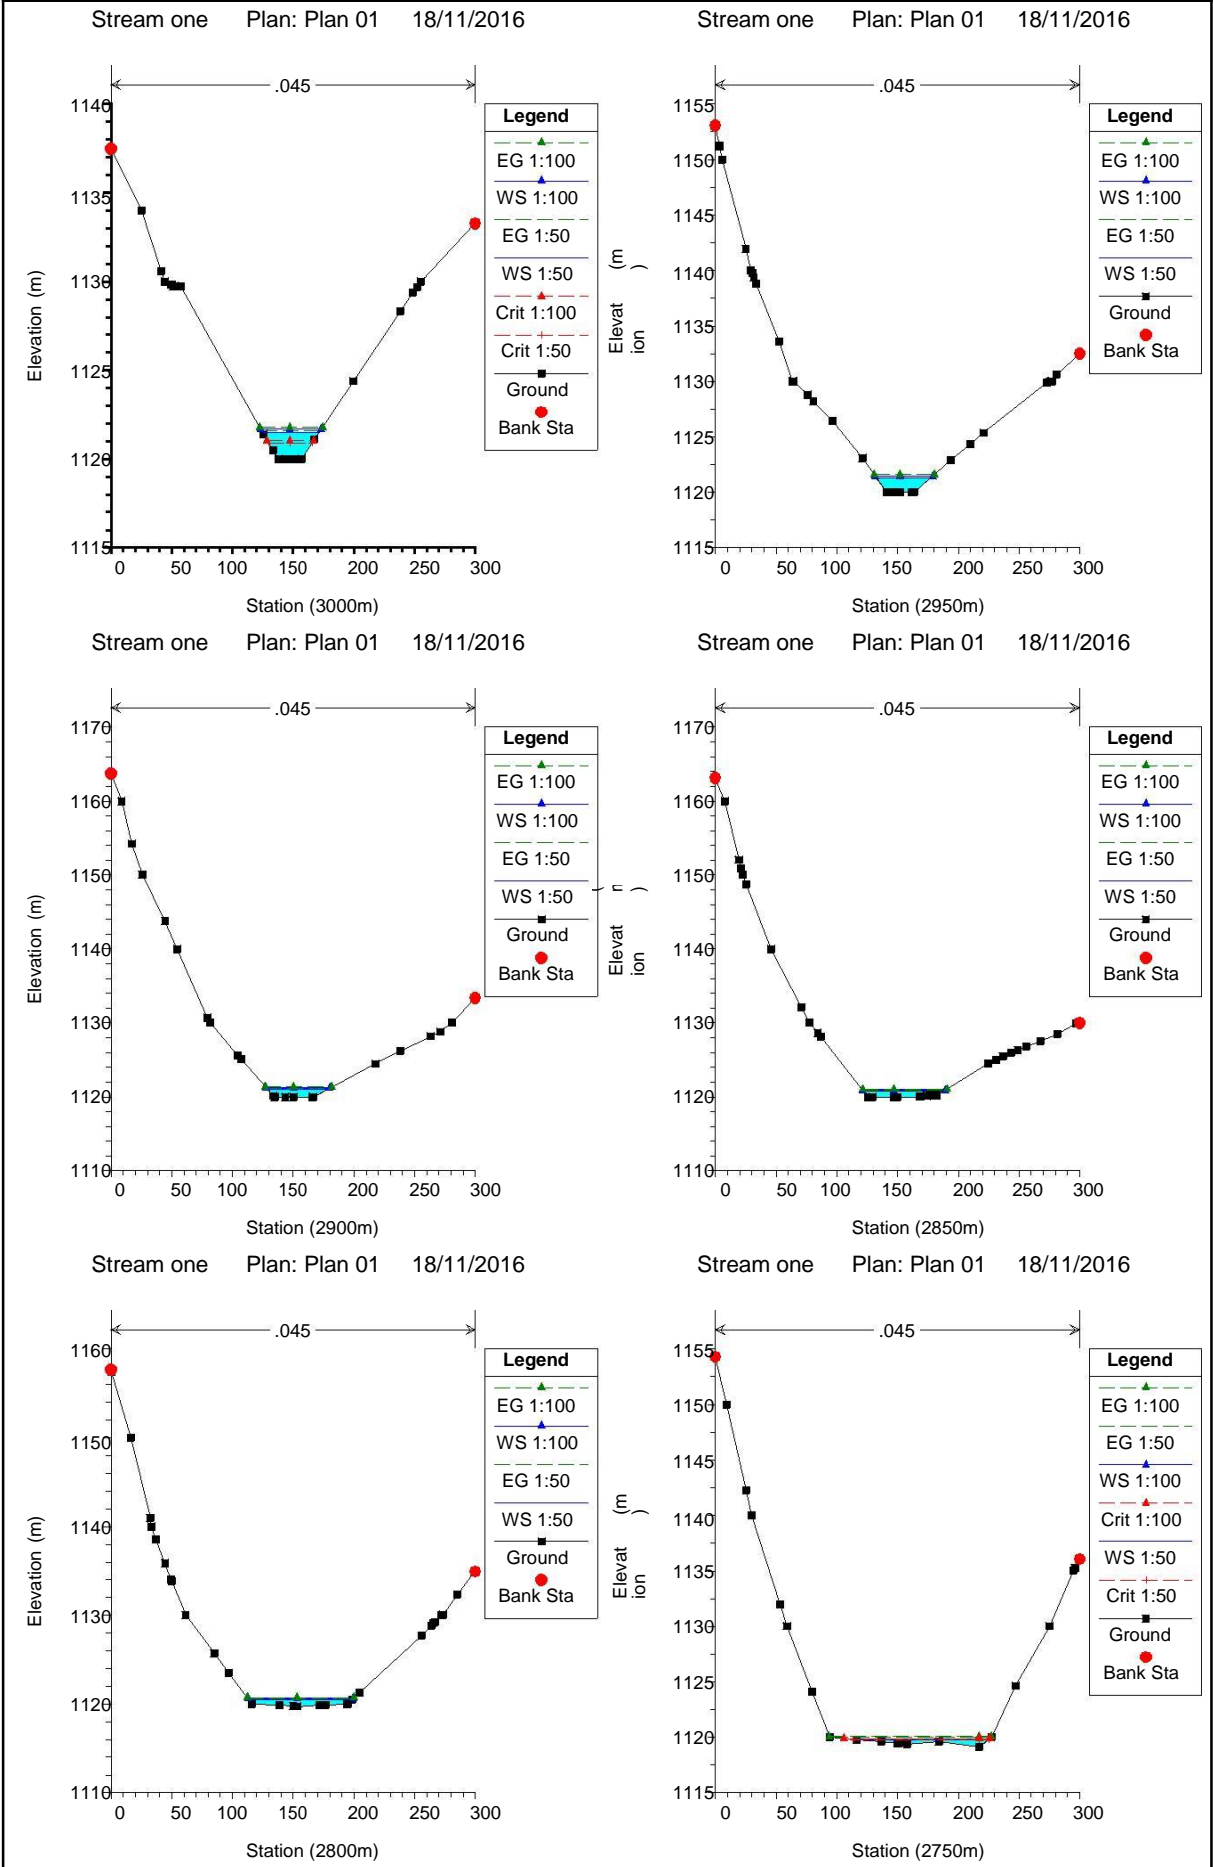 Stream one Plan: Plan 01 18/11/2016
.045
1140
1135
1130
1125
1120
1115
Elevation (m)
0 50 100 150 200 250 300
Station (3000m)
Legend
EG 1:100
WS 1:100
EG 1:50
WS 1:50
Crit 1:100
Crit 1:50
Ground
Bank Sta
Stream one Plan: Plan 01 18/11/2016
.045
1155
1150
1145
1140
1135
1130
1125
1120
1115
Elevat
ion
(m
)
0 50 100 150 200 250 300
Station (2950m)
Legend
EG 1:100
WS 1:100
EG 1:50
WS 1:50
Ground
Bank Sta
Stream one Plan: Plan 01 18/11/2016
.045
1170
1160
1150
1140
1130
1120
1110
Elevation (m)
0 50 100 150 200 250 300
Station (2900m)
Legend
EG 1:100
WS 1:100
EG 1:50
WS 1:50
Ground
Bank Sta
Stream one Plan: Plan 01 18/11/2016
.045
1170
1160
1150
1140
1130
1120
1110
Elevat
ion
0 50 100 150 200 250 300
Station (2850m)
Legend
EG 1:100
WS 1:100
EG 1:50
WS 1:50
Ground
Bank Sta
Stream one Plan: Plan 01 18/11/2016
.045
1160
1150
1140
1130
1120
1110
Elevation (m)
0 50 100 150 200 250 300
Station (2800m)
Legend
EG 1:100
WS 1:100
EG 1:50
WS 1:50
Ground
Bank Sta
Stream one Plan: Plan 01 18/11/2016
.045
1155
1150
1145
1140
1135
1130
1125
1120
1115
Elevat
ion
(m
)
0 50 100 150 200 250 300
Station (2750m)
Legend
EG 1:100
EG 1:50
WS 1:100
Crit 1:100
WS 1:50
Crit 1:50
Ground
Bank Sta